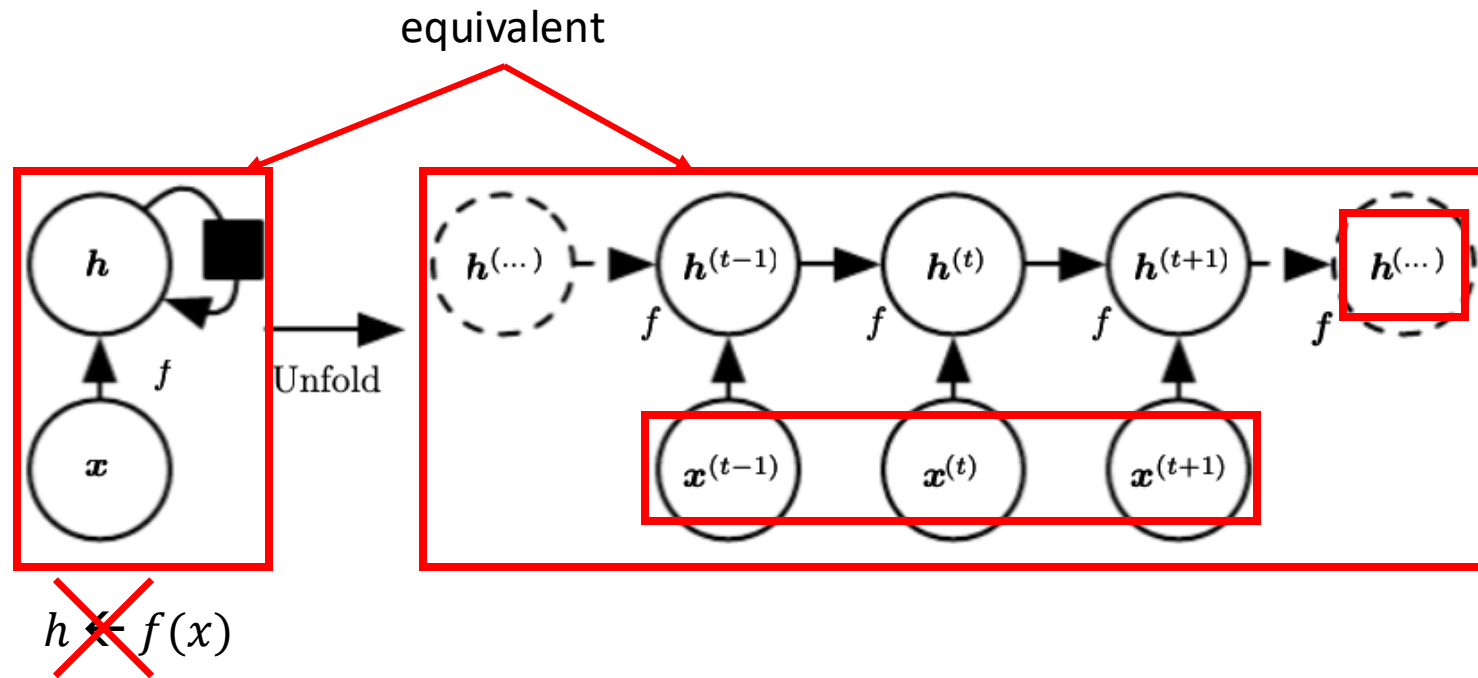 equivalent
h
h^{(...)}
h^{(t-1)}
h^{(t)}
h^{(t+1)}
h^{(...)}
f
f
f
f
f
Unfold
x
x^{(t-1)}
x^{(t)}
x^{(t+1)}
h ← f(x)